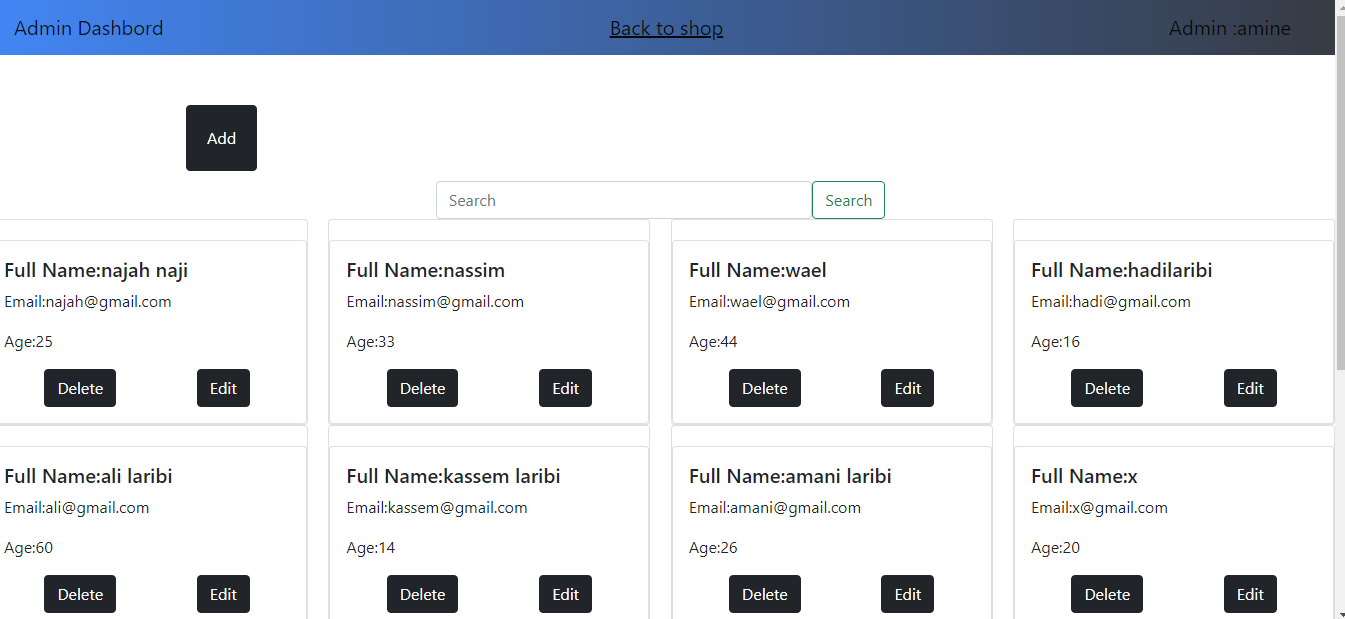 Admin Dashbord Back to shop Admin :amine
Add
Search Search
Full Name:najah naji Full Name:nassim Full Name:wael Full Name:hadilaribi
Email:najah@gmail.com Email:nassim@gmail.com Email:wael@gmail.com Email:hadi@gmail.com
Age:25 Age:33 Age:44 Age:16
Delete Edit Delete Edit Delete Edit Delete Edit
Full Name:ali laribi Full Name:kassem laribi Full Name:amani laribi Full Name:x
Email:ali@gmail.com Email:kassem@gmail.com Email:amani@gmail.com Email:x@gmail.com
Age:60 Age:14 Age:26 Age:20
Delete Edit Delete Edit Delete Edit Delete Edit